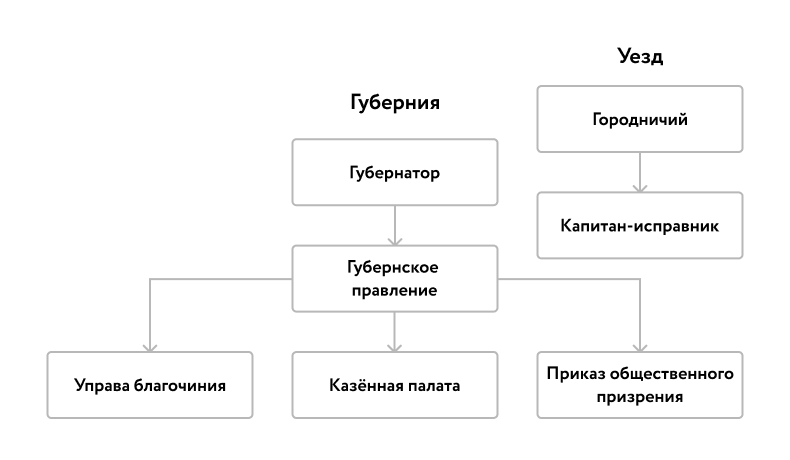 Уезд
Губерния
Городничий
Губернатор
Капитан-исправник
Губернское
правление
Управа благочиния
Казённая палата
Приказ общественного
призрения